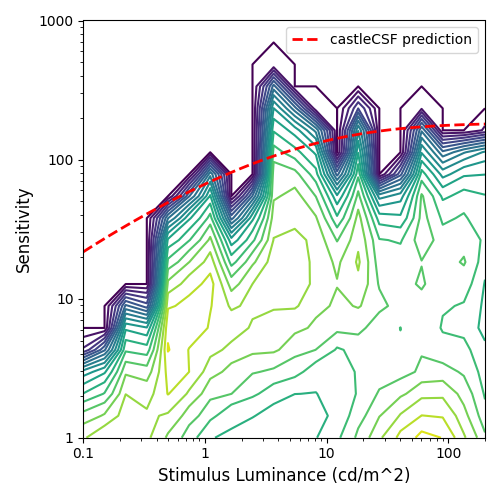 castleCSF prediction
1000
100
10
1
Sensitivity
0.1 1 10 100
Stimulus Luminance (cd/m^2)